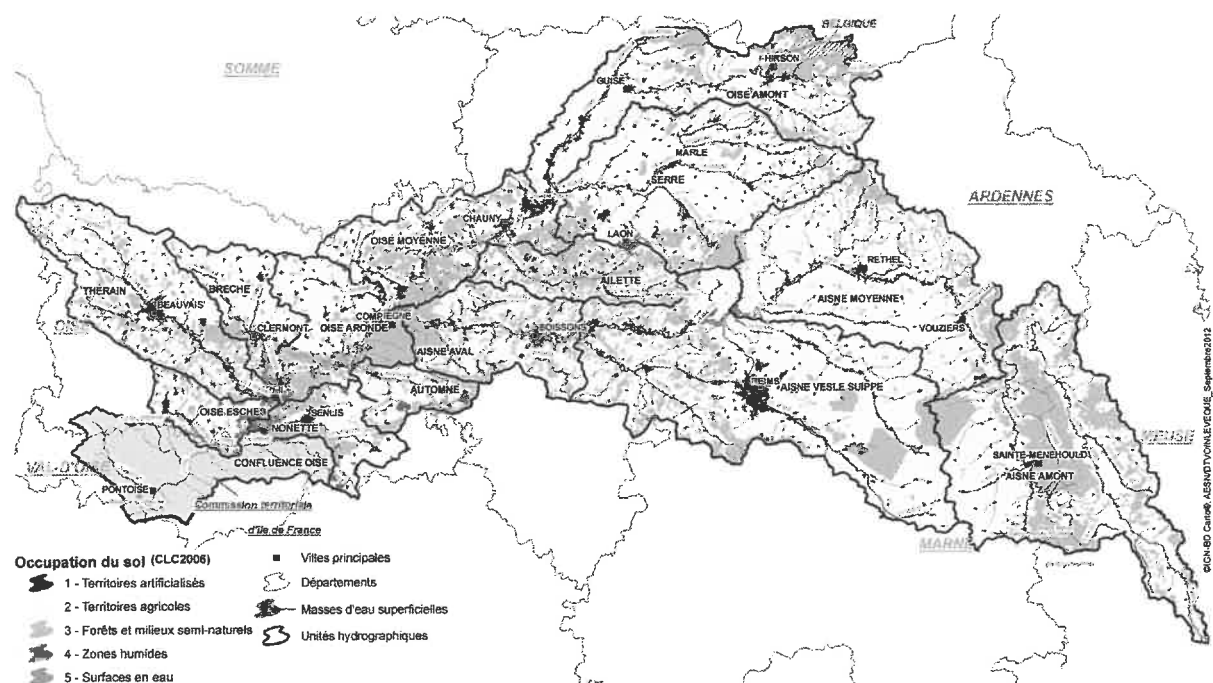 BELGIQUE
SOMME
HIRSON
GUISE
OISE AMONT
MARLE
SERRE
ARDENNES
CHAUNY
OISE MOYENNE
LAON
RETHEL
AILETTE
THERAIN
BRECHE
BEAUVAIS
AISNE MOYENNE
CLERMONT
COMPIEGNE
OISE ARONDE
SOISSONS
VOUZIERS
AISNE AVAL
REIMS
AISNE VESLE SUIPPE
AUTOMNE
OISE ESCHES
SENLIS
NONETTE
MEUSE
CONFLUENCE OISE
SAINTE-MENEHOULD
AISNE AMONT
VAL-D'OISE
PONTOISE
Commission territoriale
d'Ile de France
MARNE
Occupation du sol (CLC2006)
1 - Territoires artificialisés
2 - Territoires agricoles
3 - Forêts et milieux semi-naturels
4 - Zones humides
5 - Surfaces en eau
Villes principales
Départements
Masses d'eau superficielles
Unités hydrographiques